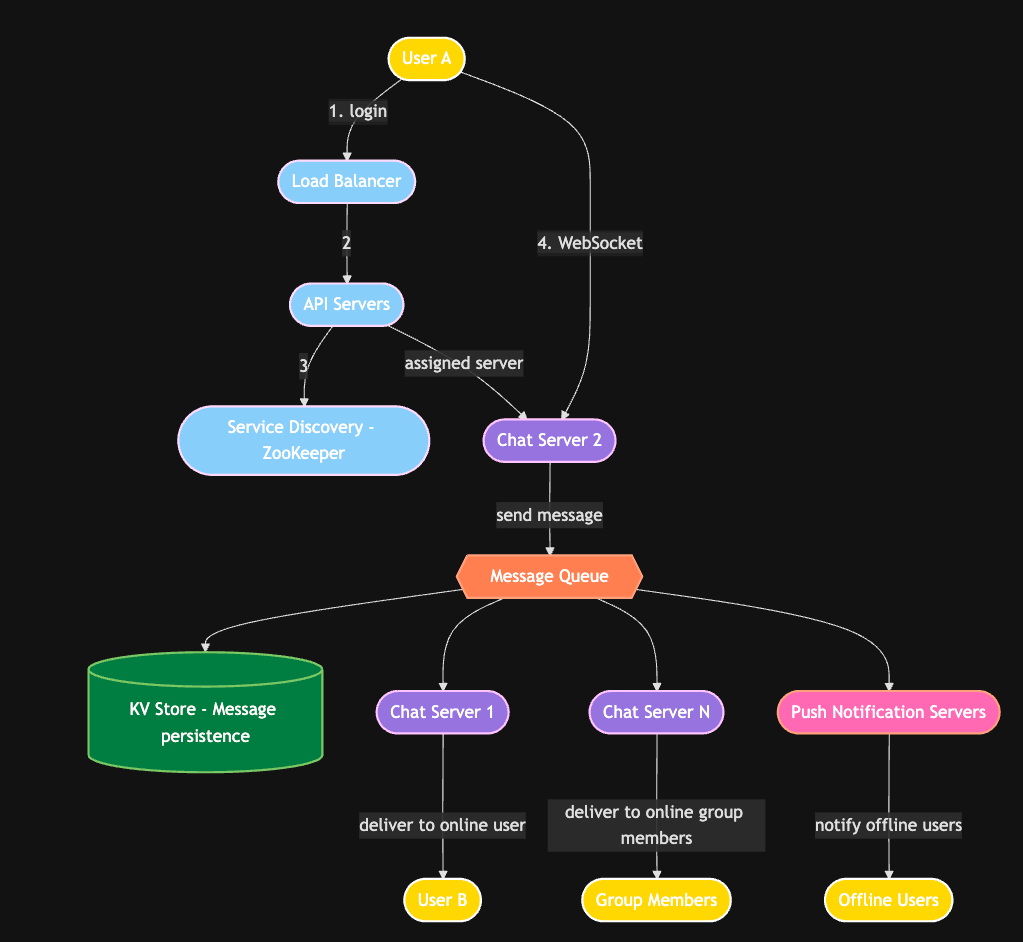 User A
1. login
Load Balancer
2
4. WebSocket
API Servers
3
assigned server
Service Discovery -
ZooKeeper
Chat Server 2
send message
Message Queue
KV Store - Message
persistence
Chat Server 1
Chat Server N
Push Notification Servers
deliver to online user
deliver to online group
members
notify offline users
User B
Group Members
Offline Users